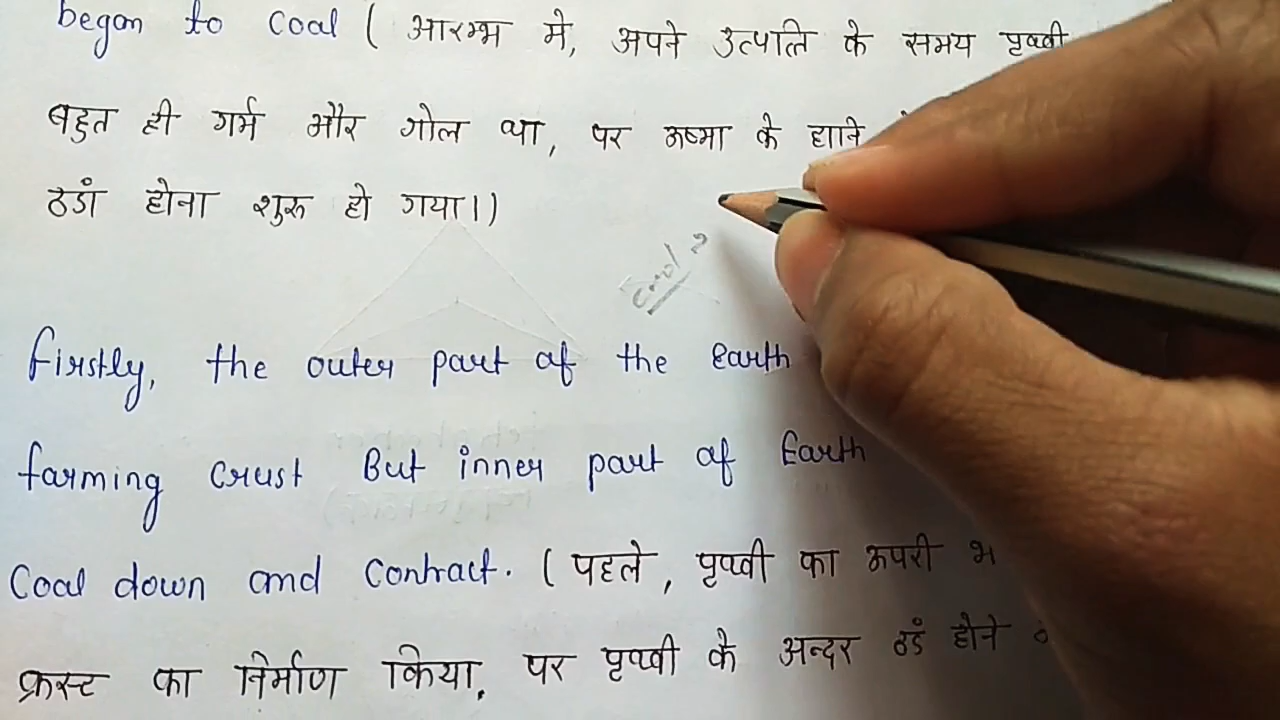 began to Coal ( आरम्भ मे, अपने उत्पति के समय पृथ्वी
बहुत ही गर्म और गोल था, पर ऊष्मा के हाने
ठडां होना शुरू हो गया।)
firstly, the outer part of the Earth
farming Crust But inner part of Earth
Coal down and Contract. ( पहले, पृथ्वी का ऊपरी
क्रस्ट का निर्माण किया, पर पृथ्वी के अन्दर ठडं होने